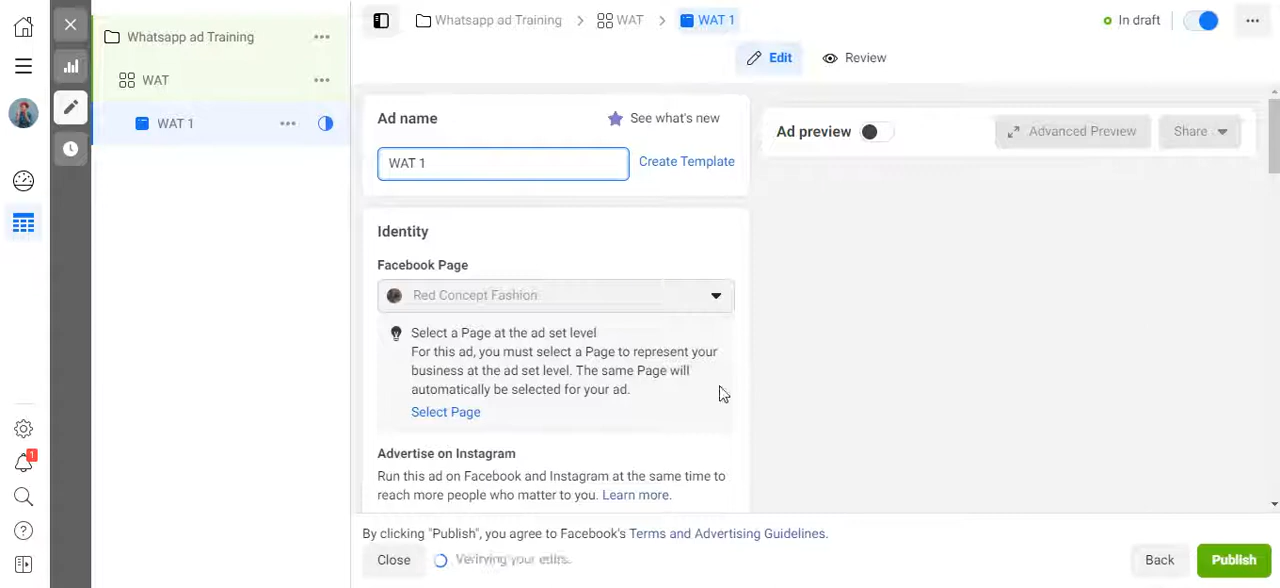 Whatsapp ad Training > WAT > WAT 1
In draft
Whatsapp ad Training
WAT
WAT 1
Edit
Review
Ad name
See what's new
WAT 1
Create Template
Ad preview
Advanced Preview
Share
Identity
Facebook Page
Red Concept Fashion
Select a Page at the ad set level
For this ad, you must select a Page to represent your
business at the ad set level. The same Page will
automatically be selected for your ad.
Select Page
Advertise on Instagram
Run this ad on Facebook and Instagram at the same time to
reach more people who matter to you. Learn more.
By clicking "Publish", you agree to Facebook's Terms and Advertising Guidelines.
Close
Verifying your edits.
Back
Publish
1